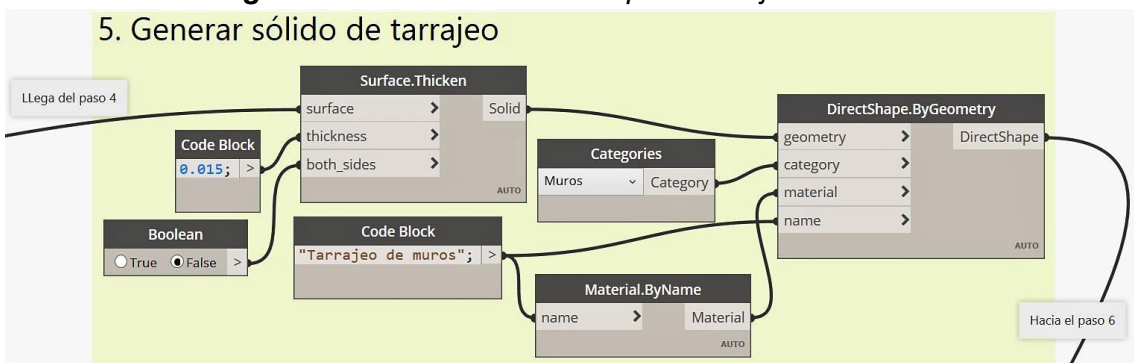 5. Generar sólido de tarrajeo
LLega del paso 4
Surface.Thicken
surface > Solid
thickness >
both_sides >
AUTO
Code Block
0.015; >
Boolean
True False >
Code Block
"Tarrajeo de muros"; >
Categories
Muros Category
Material.ByName
name > Material
AUTO
DirectShape.ByGeometry
geometry > DirectShape
category >
material >
name >
AUTO
Hacia el paso 6